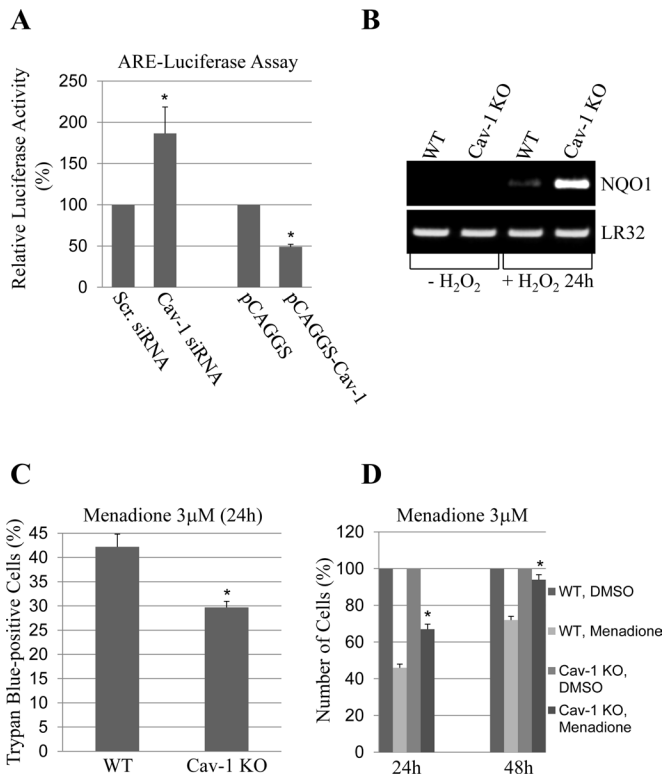 A
ARE-Luciferase Assay
Relative Luciferase Activity
(%)
250
200
150
100
50
0
*
*
Scr. siRNA
Cav-1 siRNA
pCAGGS
pCAGGS-Cav-1
B
WT
Cav-1 KO
WT
Cav-1 KO
NQO1
LR32
- H₂O₂
+ H₂O₂ 24h
C
Menadione 3μM (24h)
Trypan Blue-positive Cells (%)
45
40
35
30
25
20
15
10
5
0
*
WT
Cav-1 KO
D
Menadione 3μM
Number of Cells (%)
120
100
80
60
40
20
0
*
*
24h
48h
WT, DMSO
WT, Menadione
Cav-1 KO,
DMSO
Cav-1 KO,
Menadione